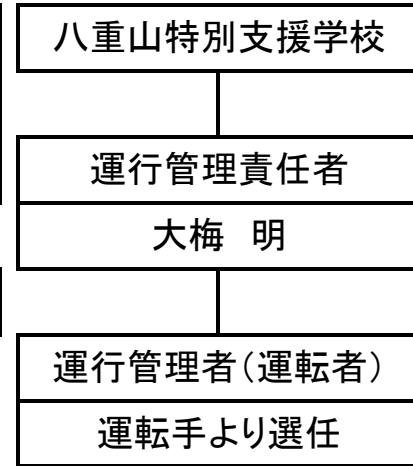 八重山特別支援学校
運行管理責任者
大梅　明
運行管理者（運転者）
運転手より選任